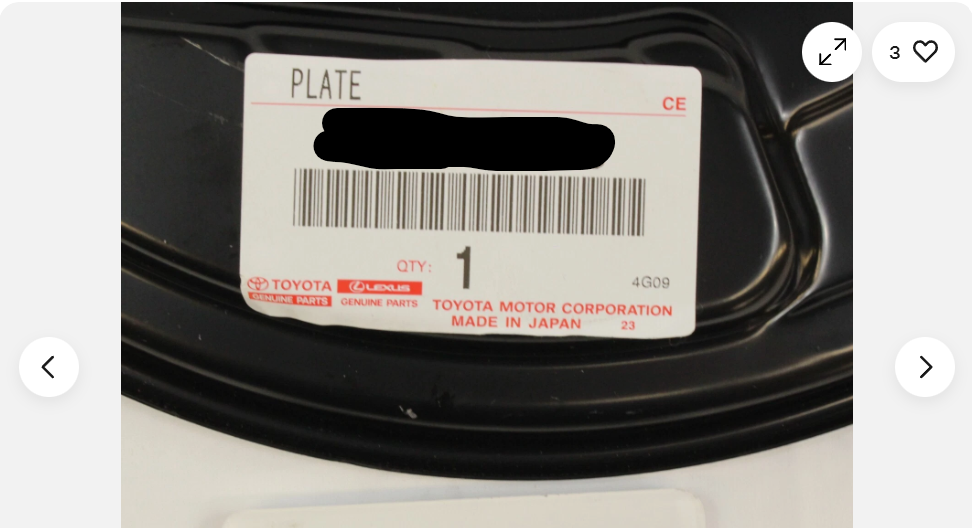 3
PLATE
CE
QTY: 1
4G09
TOYOTA LEXUS
GENUINE PARTS GENUINE PARTS
TOYOTA MOTOR CORPORATION
MADE IN JAPAN 23